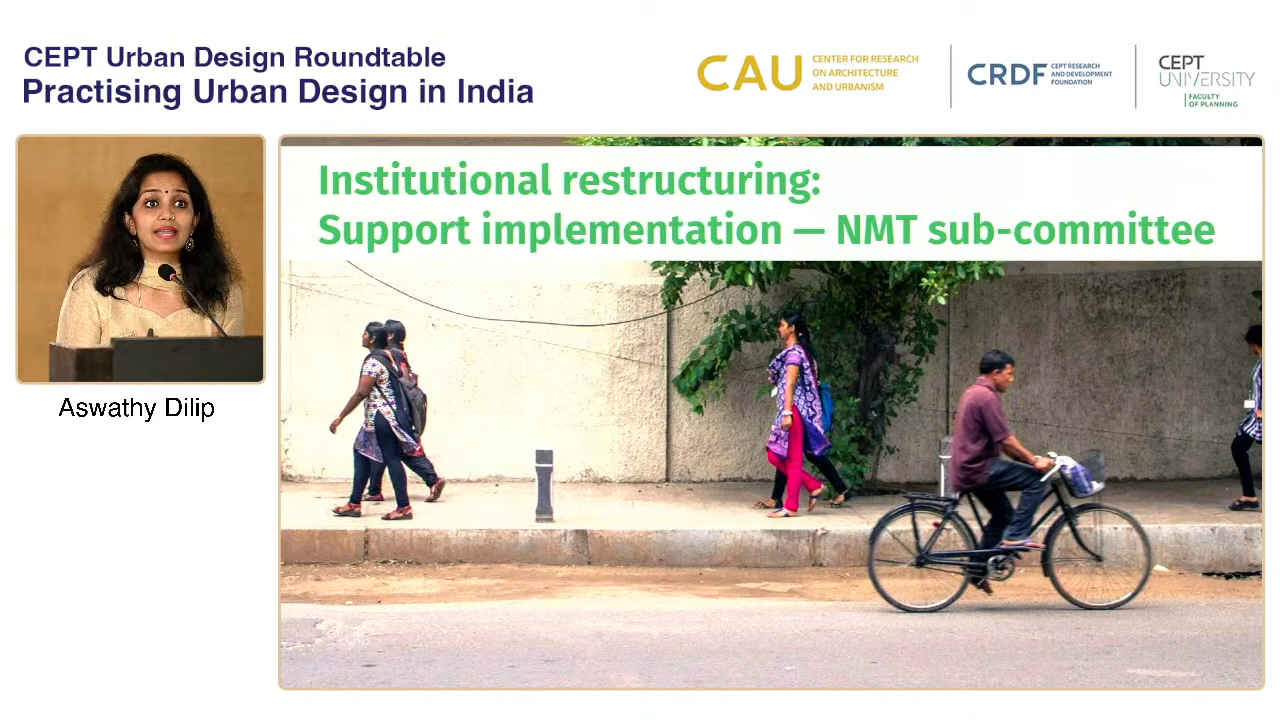 CEPT Urban Design Roundtable
Practising Urban Design in India
CAU
CENTER FOR RESEARCH
ON ARCHITECTURE
AND URBANISM
CRDF
CEPT RESEARCH
AND DEVELOPMENT
FOUNDATION
CEPT
UNIVERSITY
FACULTY
OF PLANNING
Aswathy Dilip
Institutional restructuring:
Support implementation — NMT sub-committee